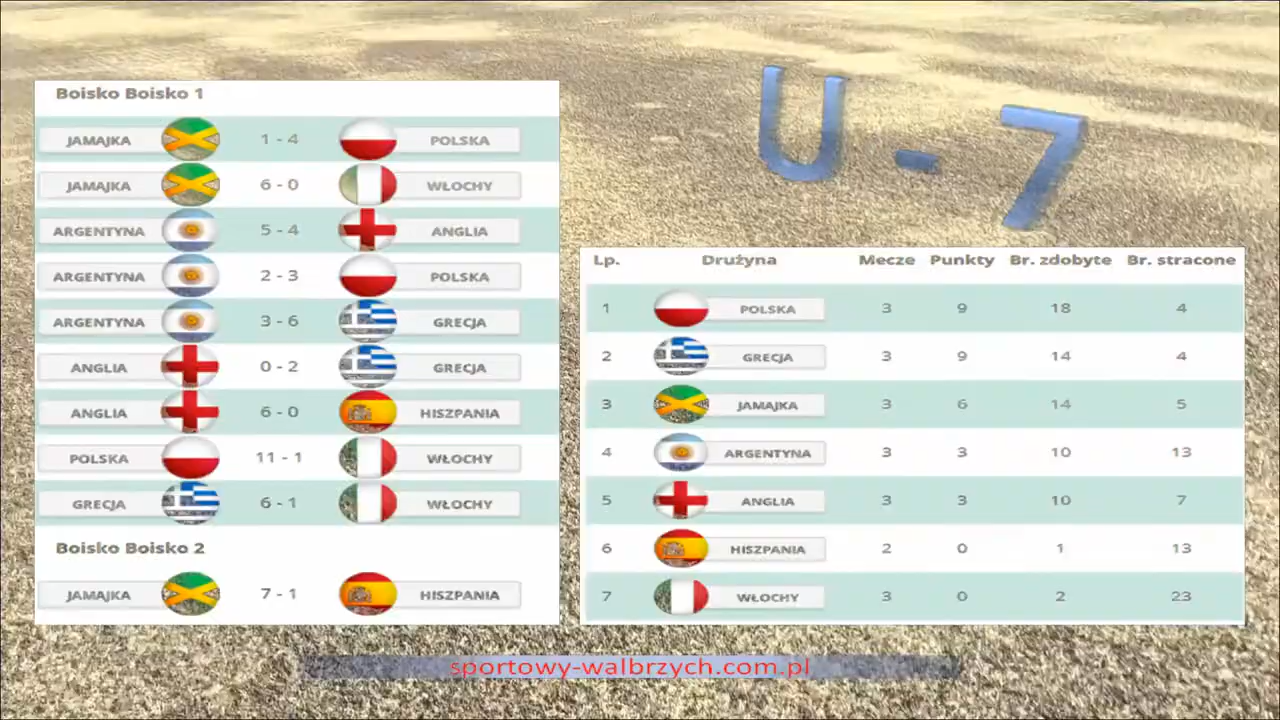 U - 7
Boisko Boisko 1
JAMAJKA 1 - 4 POLSKA
JAMAJKA 6 - 0 WŁOCHY
ARGENTYNA 5 - 4 ANGLIA
ARGENTYNA 2 - 3 POLSKA
ARGENTYNA 3 - 6 GRECJA
ANGLIA 0 - 2 GRECJA
ANGLIA 6 - 0 HISZPANIA
POLSKA 11 - 1 WŁOCHY
GRECJA 6 - 1 WŁOCHY
Boisko Boisko 2
JAMAJKA 7 - 1 HISZPANIA
Lp. Drużyna Mecze Punkty Br. zdobyte Br. stracone
1 POLSKA 3 9 18 4
2 GRECJA 3 9 14 4
3 JAMAJKA 3 6 14 5
4 ARGENTYNA 3 3 10 13
5 ANGLIA 3 3 10 7
6 HISZPANIA 2 0 1 13
7 WŁOCHY 3 0 2 23
sportowy-walbrzych.com.pl